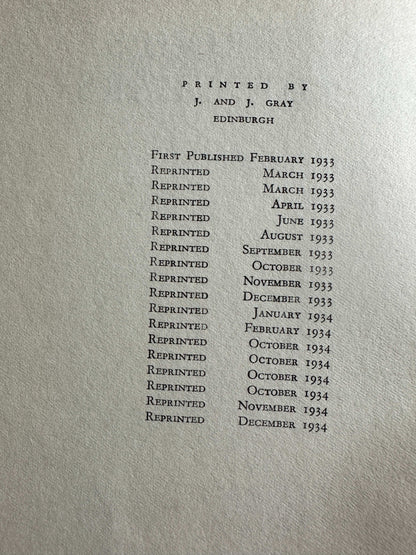 PRINTED BY
J. AND J. GRAY
EDINBURGH
FIRST PUBLISHED FEBRUARY 1933
REPRINTED MARCH 1933
REPRINTED MARCH 1933
REPRINTED APRIL 1933
REPRINTED JUNE 1933
REPRINTED AUGUST 1933
REPRINTED SEPTEMBER 1933
REPRINTED OCTOBER 1933
REPRINTED NOVEMBER 1933
REPRINTED DECEMBER 1933
REPRINTED JANUARY 1934
REPRINTED FEBRUARY 1934
REPRINTED OCTOBER 1934
REPRINTED OCTOBER 1934
REPRINTED OCTOBER 1934
REPRINTED OCTOBER 1934
REPRINTED NOVEMBER 1934
REPRINTED DECEMBER 1934